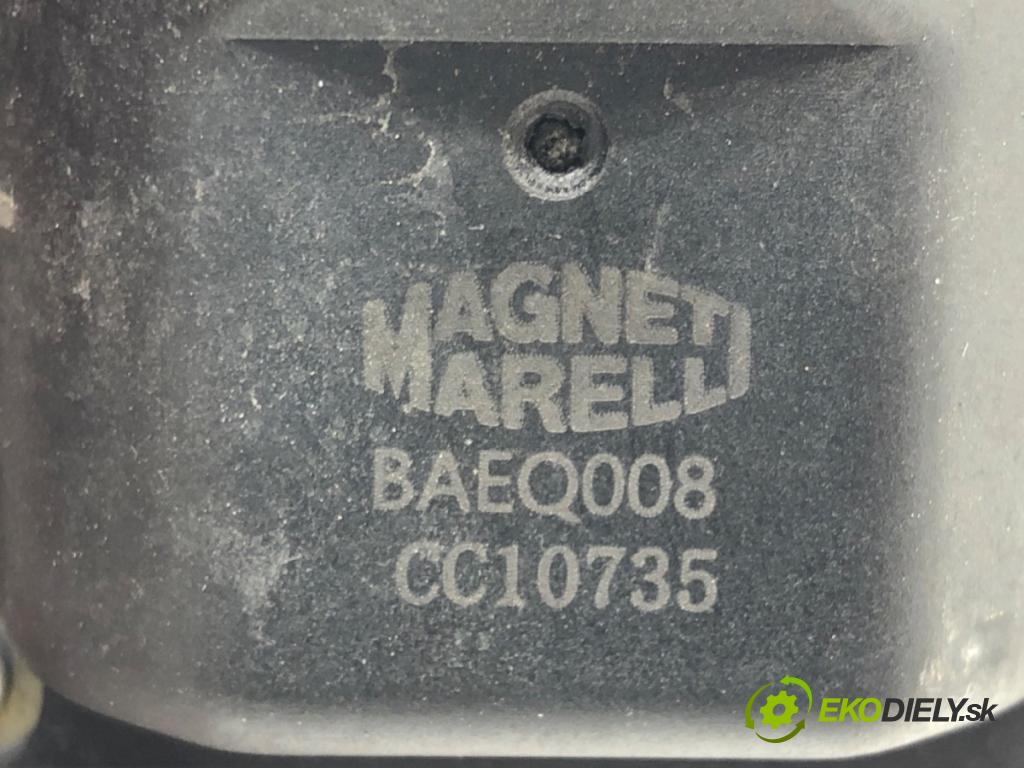 MAGNETI
MARELLI
BAEQ008
CC10735
EKODIELY.sk